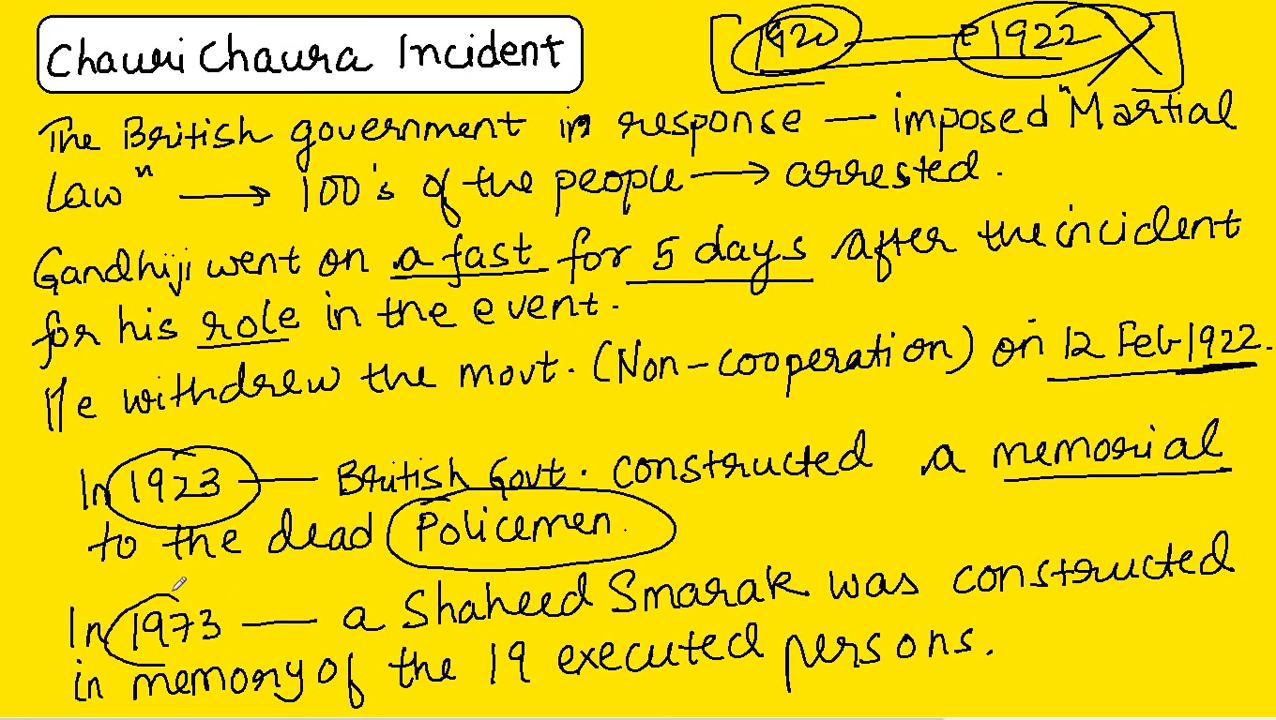 Chauri Chaura Incident
1920 — 1922
The British government in response — imposed "Martial
Law" → 100's of the people → arrested.
Gandhiji went on a fast for 5 days after the incident
for his role in the event.
He withdrew the movt. (Non-cooperation) on 12 Feb 1922.
In 1923 — British Govt. constructed a memorial
to the dead Policemen.
In 1973 — a Shaheed Smarak was constructed
in memory of the 19 executed persons.